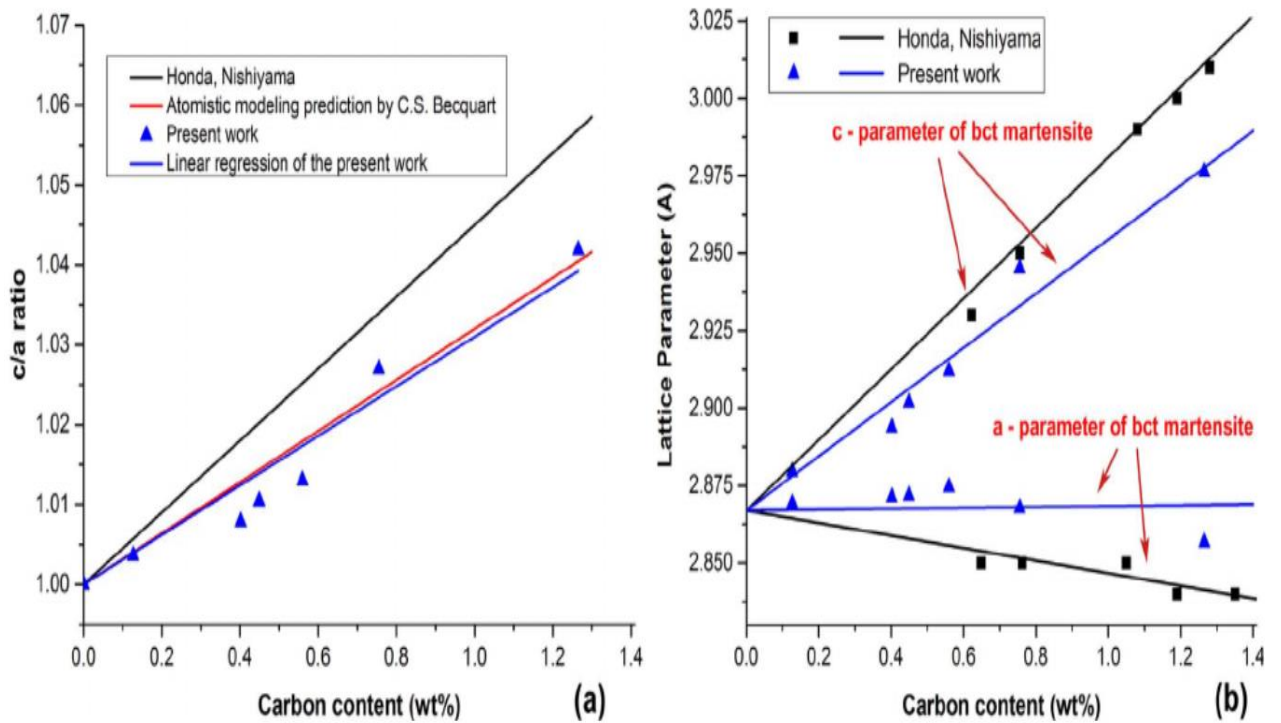 1.07
1.06
1.05
1.04
1.03
1.02
1.01
1.00
c/a ratio
Honda, Nishiyama
Atomistic modeling prediction by C.S. Becquart
Present work
Linear regression of the present work
0.0 0.2 0.4 0.6 0.8 1.0 1.2 1.4
Carbon content (wt%)
(a)
3.025
3.000
2.975
2.950
2.925
2.900
2.875
2.850
Lattice Parameter (A)
Honda, Nishiyama
Present work
c - parameter of bct martensite
a - parameter of bct martensite
0.0 0.2 0.4 0.6 0.8 1.0 1.2 1.4
Carbon content (wt%)
(b)